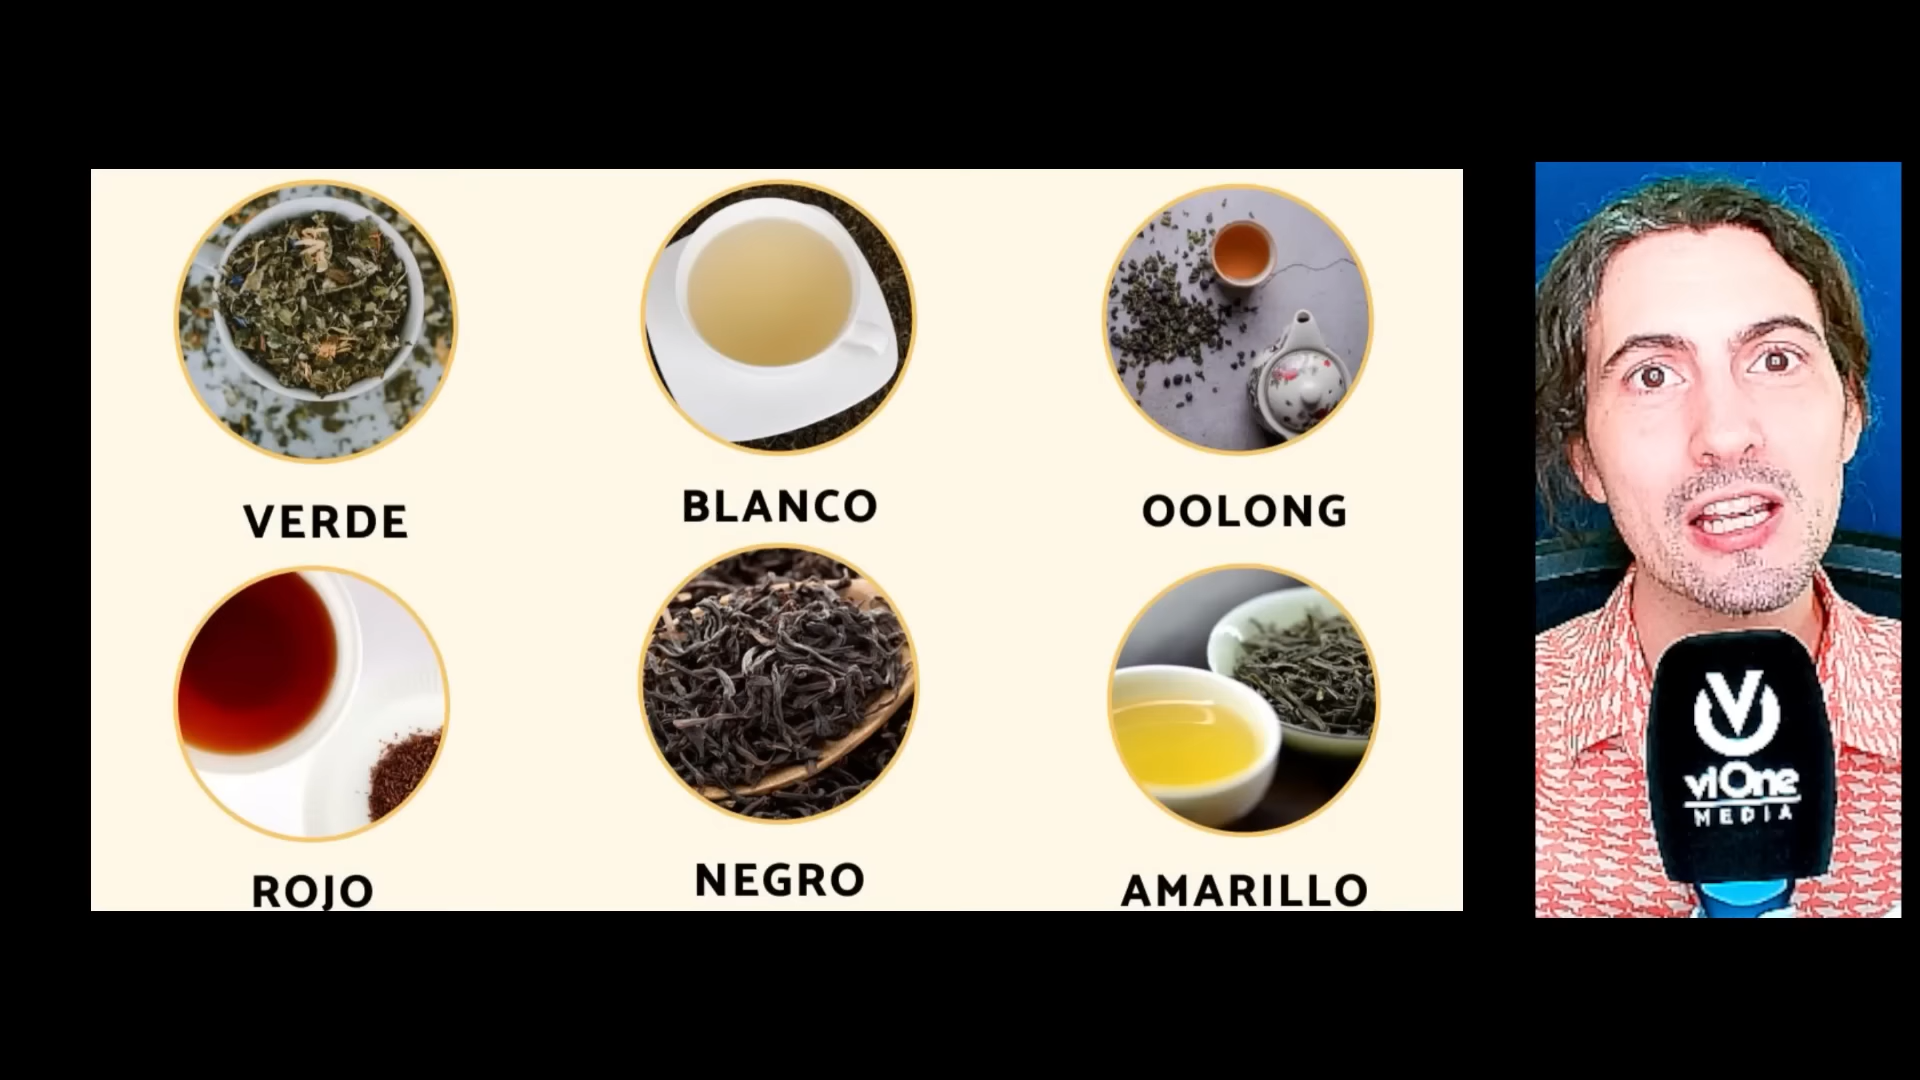 VERDE
BLANCO
OOLONG
ROJO
NEGRO
AMARILLO
V
viOne
MEDIA